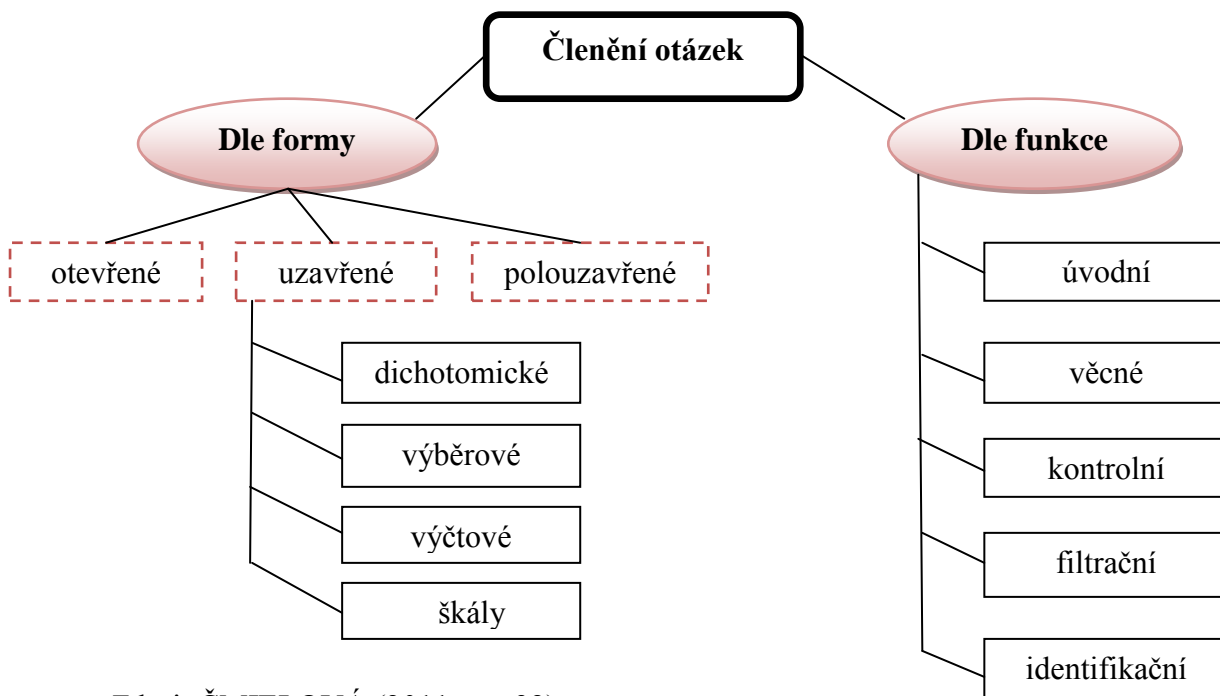 Členění otázek
Dle formy
Dle funkce
otevřené
uzavřené
polouzavřené
dichotomické
výběrové
výčtové
škály
úvodní
věcné
kontrolní
filtrační
identifikační